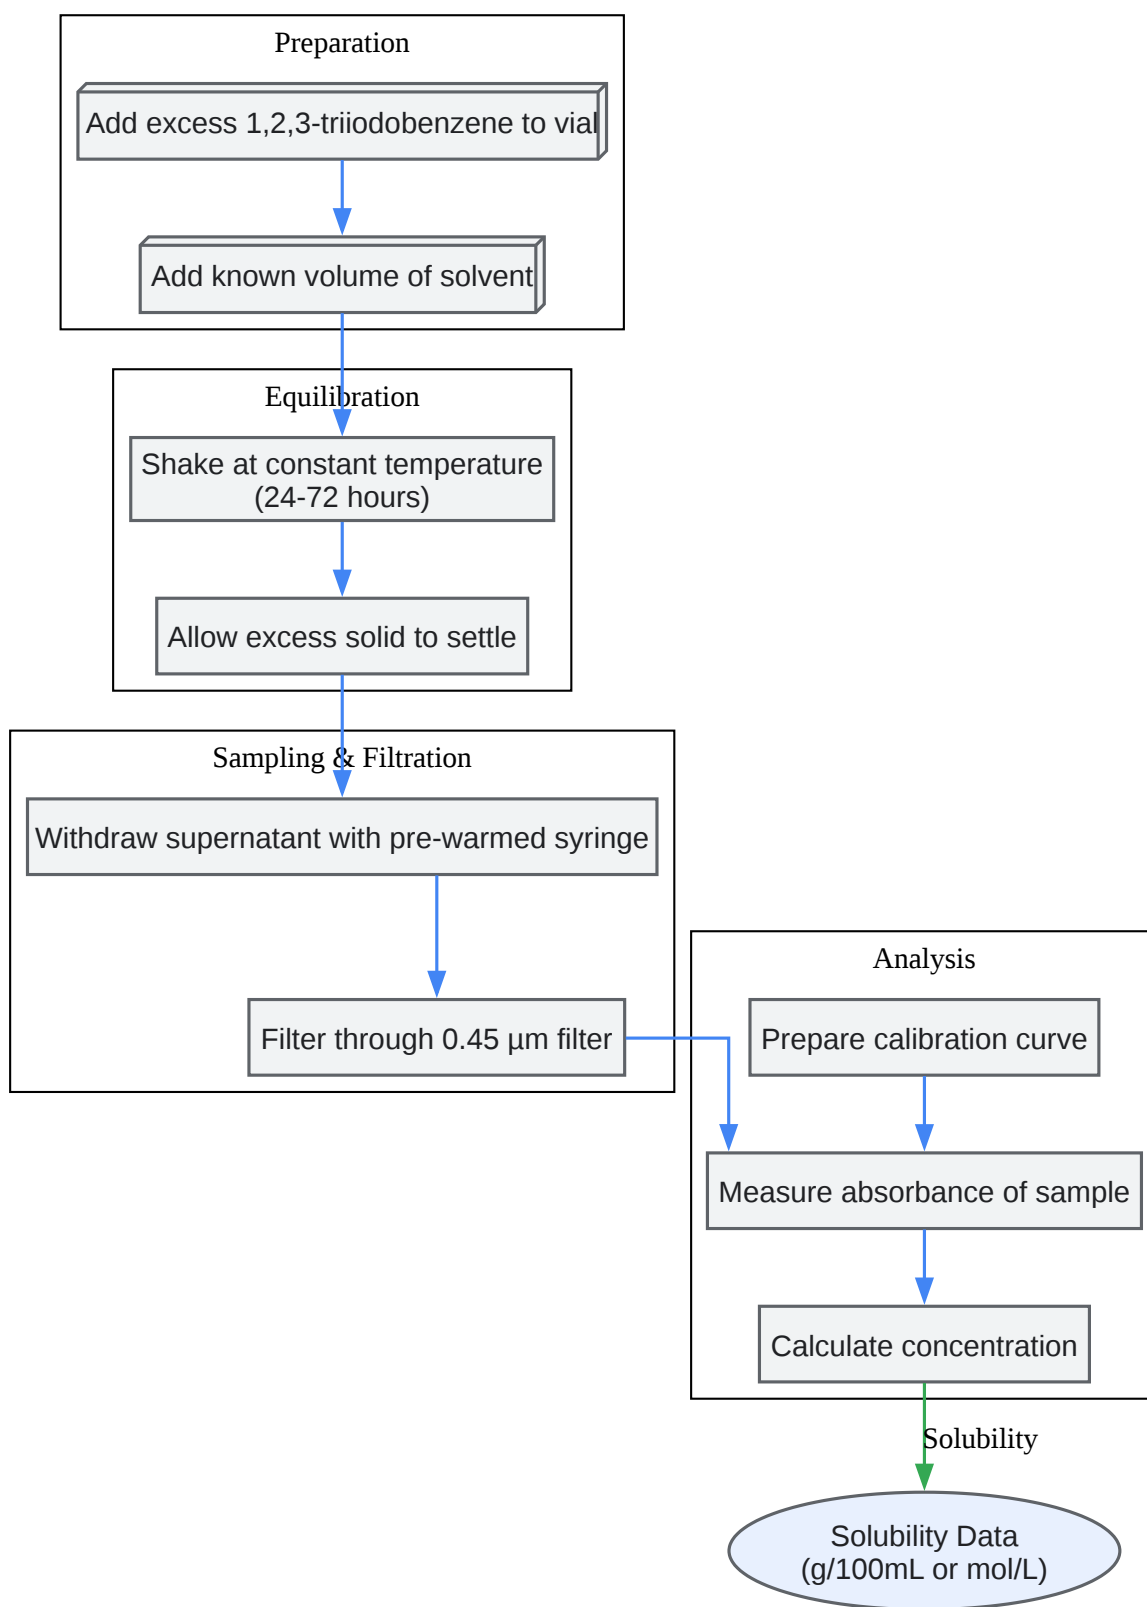 Preparation
Add excess 1,2,3-triiodobenzene to vial
Add known volume of solvent
Equilibration
Shake at constant temperature
(24-72 hours)
Allow excess solid to settle
Sampling & Filtration
Withdraw supernatant with pre-warmed syringe
Filter through 0.45 µm filter
Analysis
Prepare calibration curve
Measure absorbance of sample
Calculate concentration
Solubility
Solubility Data
(g/100mL or mol/L)